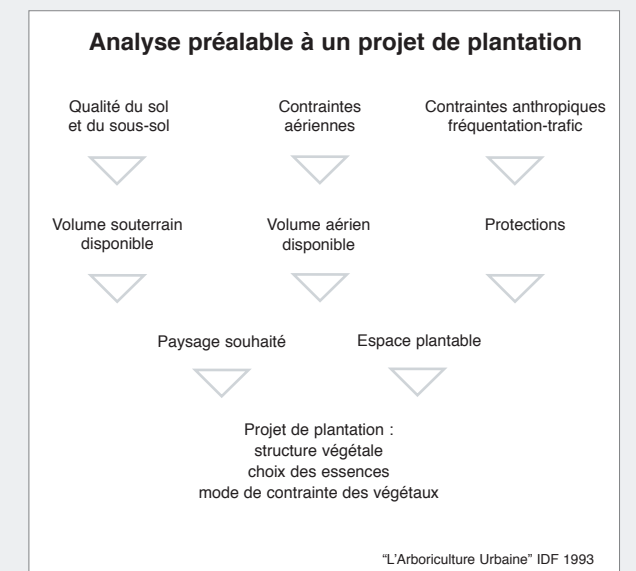 Analyse préalable à un projet de plantation
Qualité du sol
et du sous-sol
Contraintes
aériennes
Contraintes anthropiques
fréquentation-trafic
Volume souterrain
disponible
Volume aérien
disponible
Protections
Paysage souhaité
Espace plantable
Projet de plantation :
structure végétale
choix des essences
mode de contrainte des végétaux
“L'Arboriculture Urbaine” IDF 1993